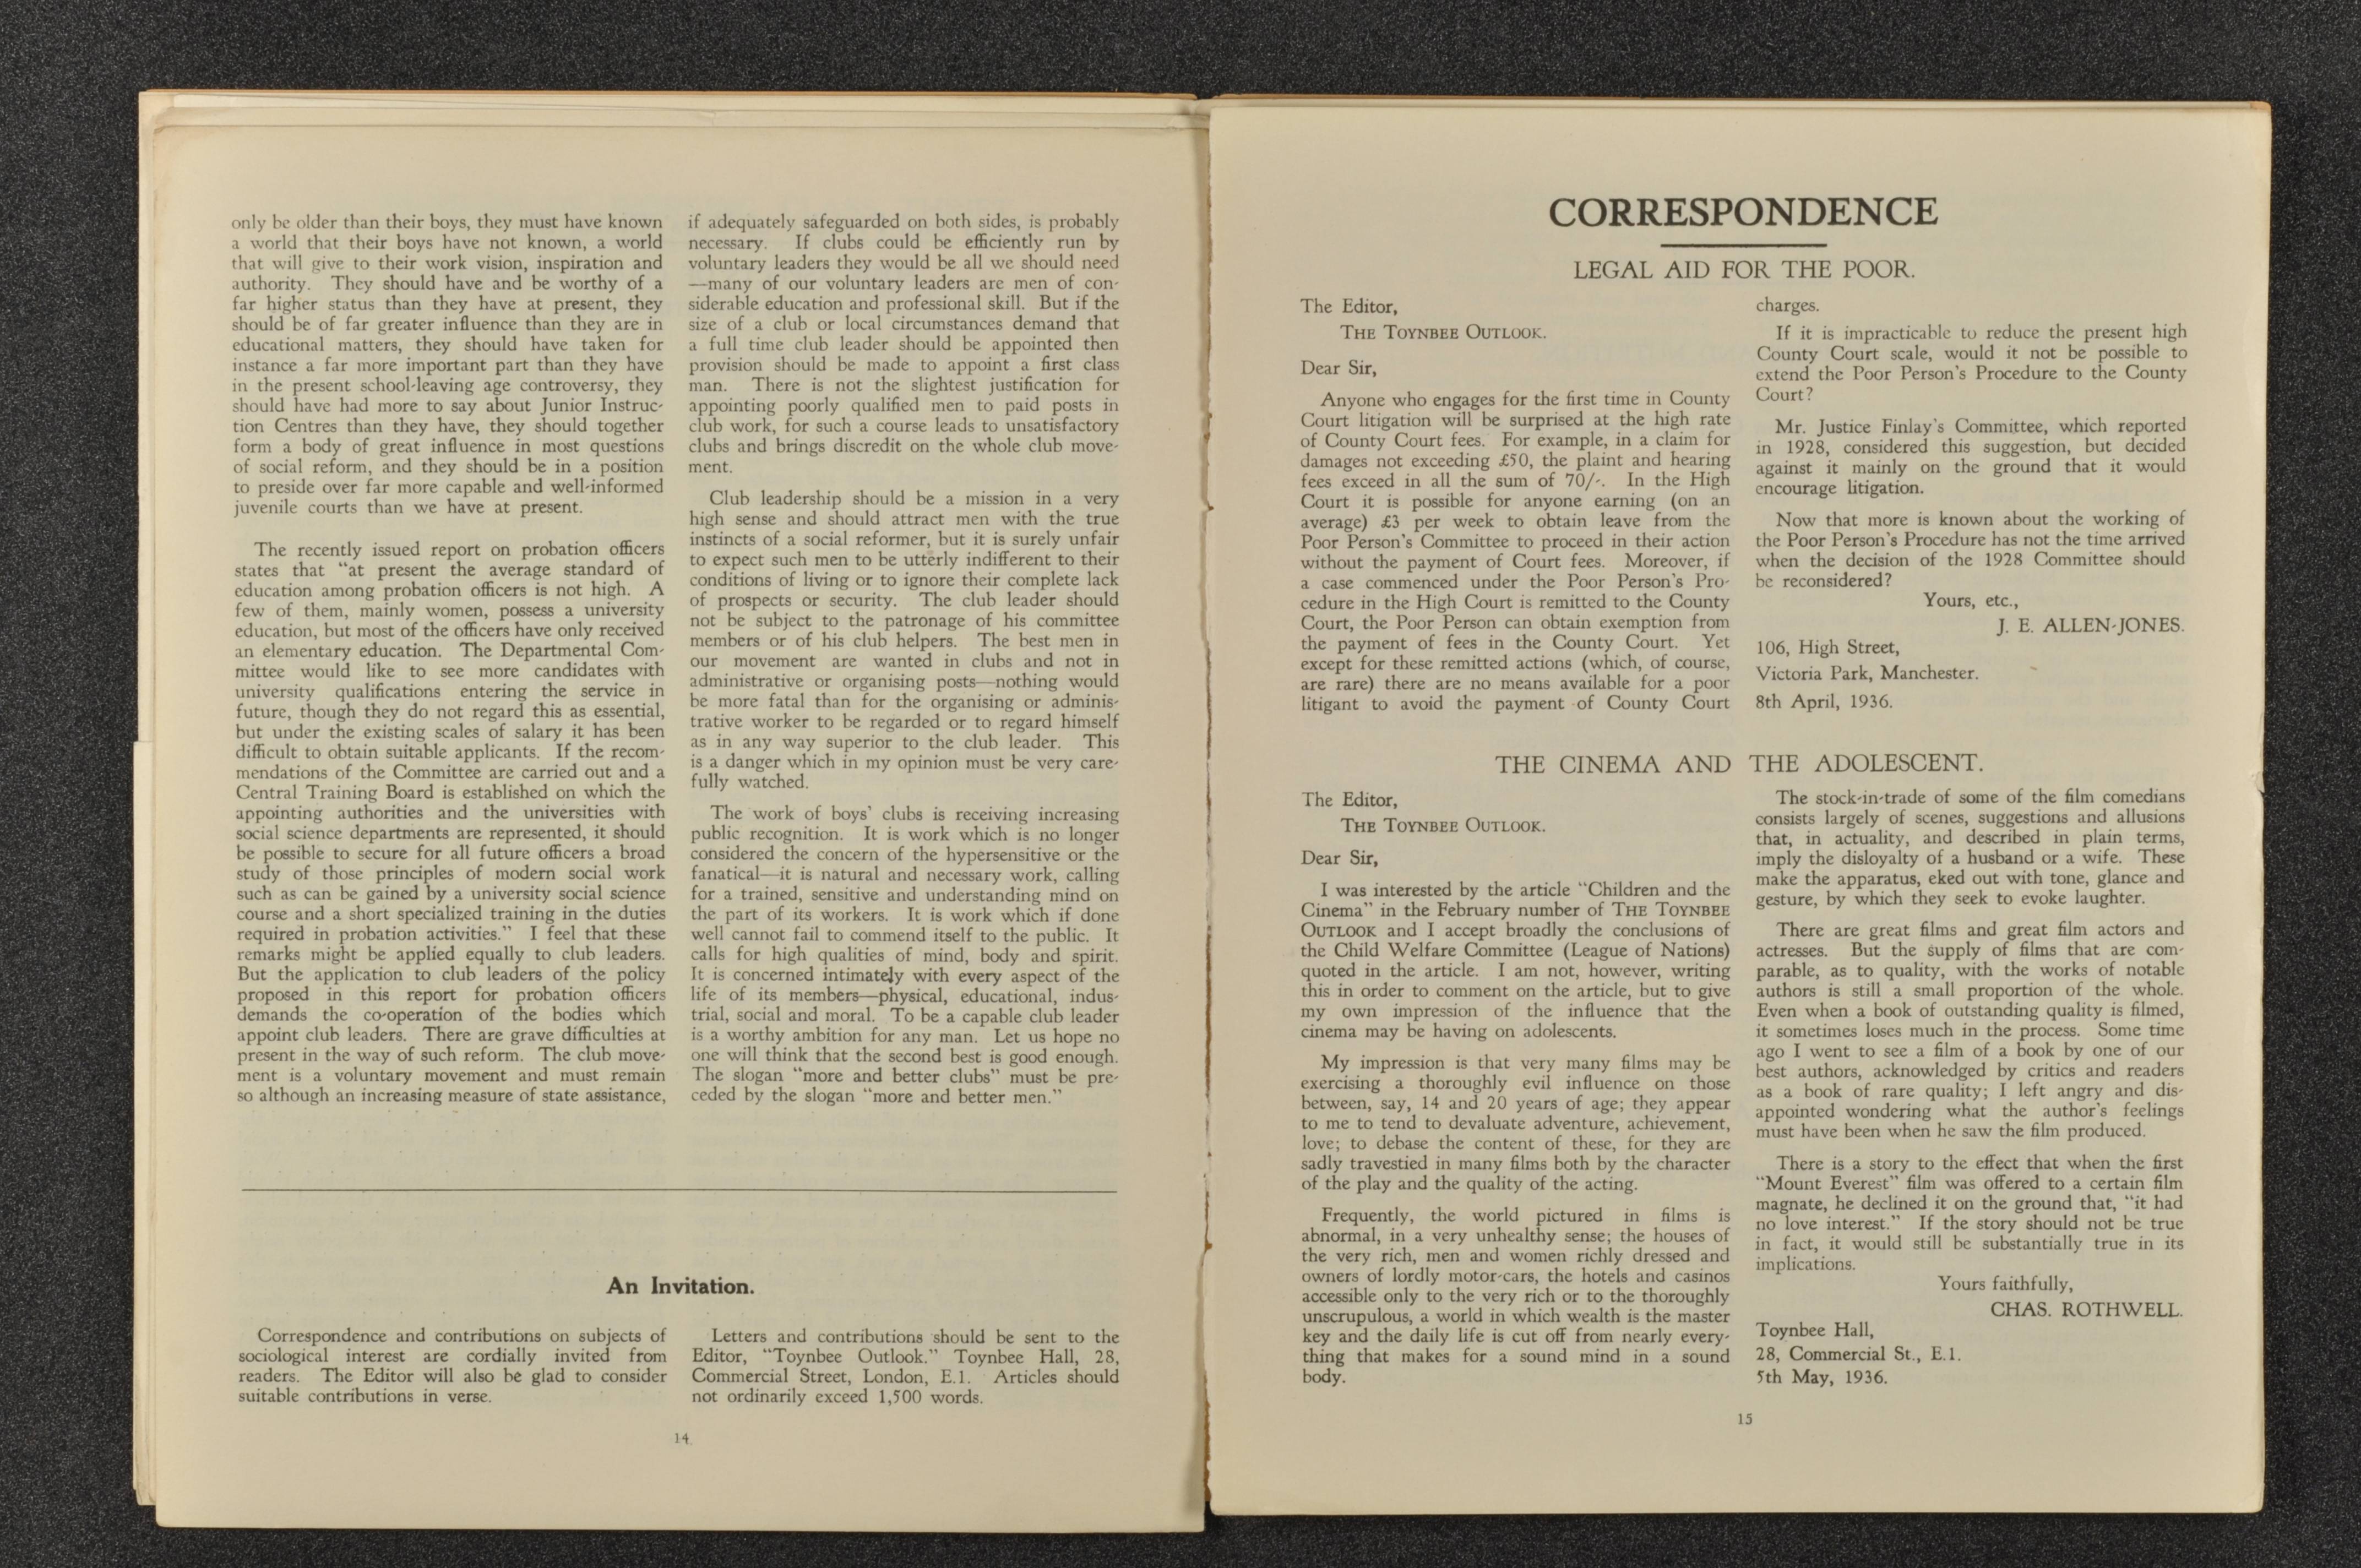 only be older than their boys, they must have known
a world that their boys have not known, a world
that will give to their work vision, inspiration and
authority. They should have and be worthy of a
far higher status than they have at present, they
should be of far greater influence than they are in
educational matters, they should have taken for
instance a far more important part than they have
in the present school-leaving age controversy, they
should have had more to say about Junior Instruc-
tion Centres than they have, they should together
form a body of great influence in most questions
of social reform, and they should be in a position
to preside over far more capable and well-informed
juvenile courts than we have at present.
The recently issued report on probation officers
states that "at present the average standard of
education among probation officers is not high. A
few of them, mainly women, possess a university
education, but most of the officers have only received
an elementary education. The Departmental Com-
mittee would like to see more candidates with
university qualifications entering the service in
future, though they do not regard this as essential,
but under the existing scales of salary it has been
difficult to obtain suitable applicants. If the recom-
mendations of the Committee are carried out and a
Central Training Board is established on which the
appointing authorities and the universities with
social science departments are represented, it should
be possible to secure for all future officers a broad
study of those principles of modern social work
such as can be gained by a university social science
course and a short specialized training in the duties
required in probation activities." I feel that these
remarks might be applied equally to club leaders.
But the application to club leaders of the policy
proposed in this report for probation officers
demands the co-operation of the bodies which
appoint club leaders. There are grave difficulties at
present in the way of such reform. The club move-
ment is a voluntary movement and must remain
so although an increasing measure of state assistance,
if adequately safeguarded on both sides, is probably
necessary. If clubs could be efficiently run by
voluntary leaders they would be all we should need
—many of our voluntary leaders are men of con-
siderable education and professional skill. But if the
size of a club or local circumstances demand that
a full time club leader should be appointed then
provision should be made to appoint a first class
man. There is not the slightest justification for
appointing poorly qualified men to paid posts in
club work, for such a course leads to unsatisfactory
clubs and brings discredit on the whole club move-
ment.
Club leadership should be a mission in a very
high sense and should attract men with the true
instincts of a social reformer, but it is surely unfair
to expect such men to be utterly indifferent to their
conditions of living or to ignore their complete lack
of prospects or security. The club leader should
not be subject to the patronage of his committee
members or of his club helpers. The best men in
our movement are wanted in clubs and not in
administrative or organising posts—nothing would
be more fatal than for the organising or adminis-
trative worker to be regarded or to regard himself
as in any way superior to the club leader. This
is a danger which in my opinion must be very care-
fully watched.
The work of boys' clubs is receiving increasing
public recognition. It is work which is no longer
considered the concern of the hypersensitive or the
fanatical—it is natural and necessary work, calling
for a trained, sensitive and understanding mind on
the part of its workers. It is work which if done
well cannot fail to commend itself to the public. It
calls for high qualities of mind, body and spirit.
It is concerned intimately with every aspect of the
life of its members—physical, educational, indus-
trial, social and moral. To be a capable club leader
is a worthy ambition for any man. Let us hope no
one will think that the second best is good enough.
The slogan "more and better clubs" must be pre-
ceded by the slogan "more and better men."
An Invitation.
Correspondence and contributions on subjects of
sociological interest are cordially invited from
readers. The Editor will also be glad to consider
suitable contributions in verse.
Letters and contributions should be sent to the
Editor, "Toynbee Outlook." Toynbee Hall, 28,
Commercial Street, London, E.1. Articles should
not ordinarily exceed 1,500 words.
14
CORRESPONDENCE
LEGAL AID FOR THE POOR.
The Editor,
THE TOYNBEE OUTLOOK.
Dear Sir,
Anyone who engages for the first time in County
Court litigation will be surprised at the high rate
of County Court fees. For example, in a claim for
damages not exceeding £50, the plaint and hearing
fees exceed in all the sum of 70/-. In the High
Court it is possible for anyone earning (on an
average) £3 per week to obtain leave from the
Poor Person's Committee to proceed in their action
without the payment of Court fees. Moreover, if
a case commenced under the Poor Person's Pro-
cedure in the High Court is remitted to the County
Court, the Poor Person can obtain exemption from
the payment of fees in the County Court. Yet
except for these remitted actions (which, of course,
are rare) there are no means available for a poor
litigant to avoid the payment of County Court
charges.
If it is impracticable to reduce the present high
County Court scale, would it not be possible to
extend the Poor Person's Procedure to the County
Court?
Mr. Justice Finlay's Committee, which reported
in 1928, considered this suggestion, but decided
against it mainly on the ground that it would
encourage litigation.
Now that more is known about the working of
the Poor Person's Procedure has not the time arrived
when the decision of the 1928 Committee should
be reconsidered?
Yours, etc.,
J. E. ALLEN-JONES.
106, High Street,
Victoria Park, Manchester.
8th April, 1936.
THE CINEMA AND THE ADOLESCENT.
The Editor,
THE TOYNBEE OUTLOOK.
Dear Sir,
I was interested by the article "Children and the
Cinema" in the February number of THE TOYNBEE
OUTLOOK and I accept broadly the conclusions of
the Child Welfare Committee (League of Nations)
quoted in the article. I am not, however, writing
this in order to comment on the article, but to give
my own impression of the influence that the
cinema may be having on adolescents.
My impression is that very many films may be
exercising a thoroughly evil influence on those
between, say, 14 and 20 years of age; they appear
to me to tend to devaluate adventure, achievement,
love; to debase the content of these, for they are
sadly travestied in many films both by the character
of the play and the quality of the acting.
Frequently, the world pictured in films is
abnormal, in a very unhealthy sense; the houses of
the very rich, men and women richly dressed and
owners of lordly motor-cars, the hotels and casinos
accessible only to the very rich or to the thoroughly
unscrupulous, a world in which wealth is the master
key and the daily life is cut off from nearly every-
thing that makes for a sound mind in a sound
body.
The stock-in-trade of some of the film comedians
consists largely of scenes, suggestions and allusions
that, in actuality, and described in plain terms,
imply the disloyalty of a husband or a wife. These
make the apparatus, eked out with tone, glance and
gesture, by which they seek to evoke laughter.
There are great films and great film actors and
actresses. But the supply of films that are com-
parable, as to quality, with the works of notable
authors is still a small proportion of the whole.
Even when a book of outstanding quality is filmed,
it sometimes loses much in the process. Some time
ago I went to see a film of a book by one of our
best authors, acknowledged by critics and readers
as a book of rare quality; I left angry and dis-
appointed wondering what the author's feelings
must have been when he saw the film produced.
There is a story to the effect that when the first
"Mount Everest" film was offered to a certain film
magnate, he declined it on the ground that, "it had
no love interest." If the story should not be true
in fact, it would still be substantially true in its
implications.
Yours faithfully,
CHAS. ROTHWELL.
Toynbee Hall,
28, Commercial St., E.1.
5th May, 1936.
15